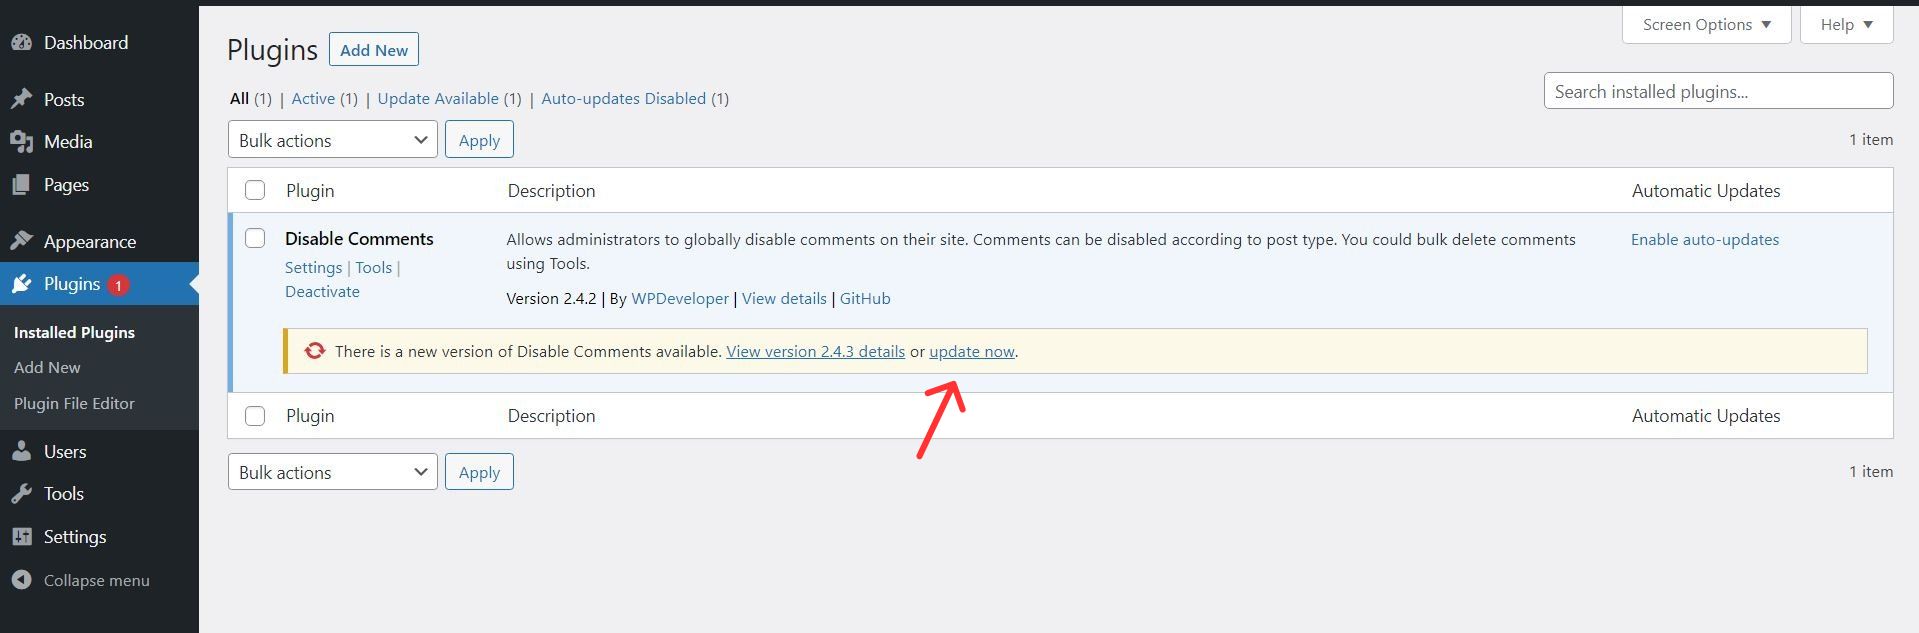 Dashboard
Posts
Media
Pages
Appearance
Plugins 1
Installed Plugins
Add New
Plugin File Editor
Users
Tools
Settings
Collapse menu
Screen Options
Help
Plugins Add New
All (1) | Active (1) | Update Available (1) | Auto-updates Disabled (1)
Search installed plugins...
Bulk actions Apply
1 item
Plugin Description Automatic Updates
Disable Comments
Settings | Tools |
Deactivate
Allows administrators to globally disable comments on their site. Comments can be disabled according to post type. You could bulk delete comments
using Tools.
Version 2.4.2 | By WPDeveloper | View details | GitHub
Enable auto-updates
There is a new version of Disable Comments available. View version 2.4.3 details or update now.
Plugin Description Automatic Updates
Bulk actions Apply
1 item